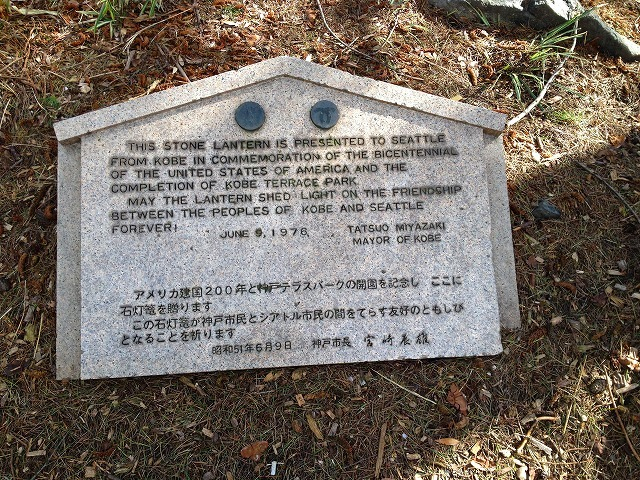 THIS STONE LANTERN IS PRESENTED TO SEATTLE
FROM KOBE IN COMMEMORATION OF THE BICENTENNIAL
OF THE UNITED STATES OF AMERICA AND THE
COMPLETION OF KOBE TERRACE PARK
MAY THE LANTERN SHED LIGHT ON THE FRIENDSHIP
BETWEEN THE PEOPLES OF KOBE AND SEATTLE
FOREVER!
JUNE 9, 1976, TATSUO MIYAZAKI
MAYOR OF KOBE
アメリカ建国200年と神戸テラスパークの開園を記念し ここに
石灯篭を贈ります
この石灯篭が神戸市民とシアトル市民の間をてらす友好のともしび
となることを祈ります
昭和51年6月9日 神戸市長 宮崎辰雄